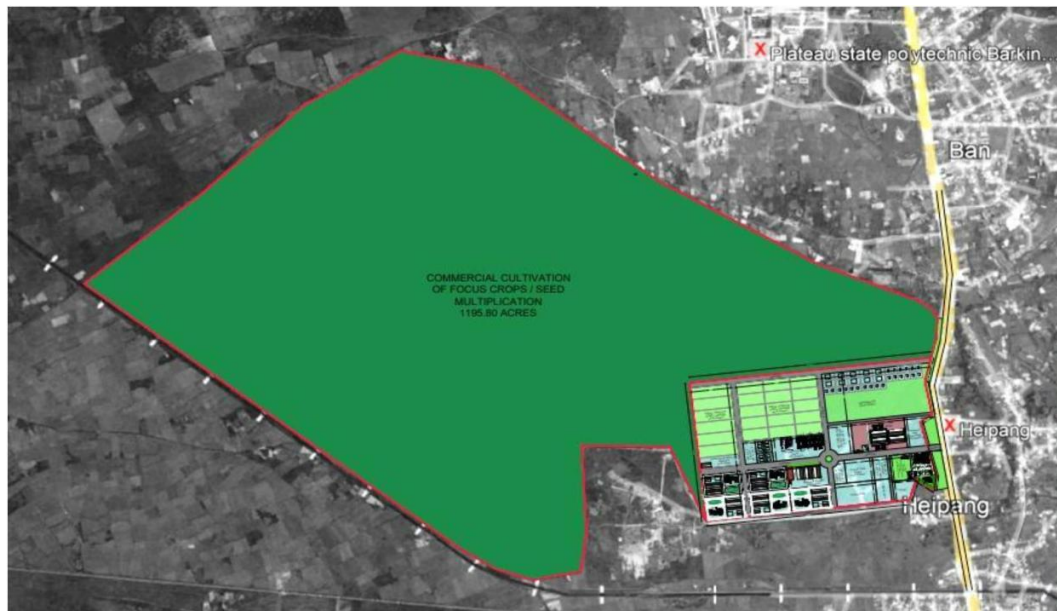 X Plateau state polytechnic Barkin...
Ban
COMMERCIAL CULTIVATION
OF FOCUS CROPS / SEED
MULTIPLICATION
1195.80 ACRES
X Heipang
Heipang